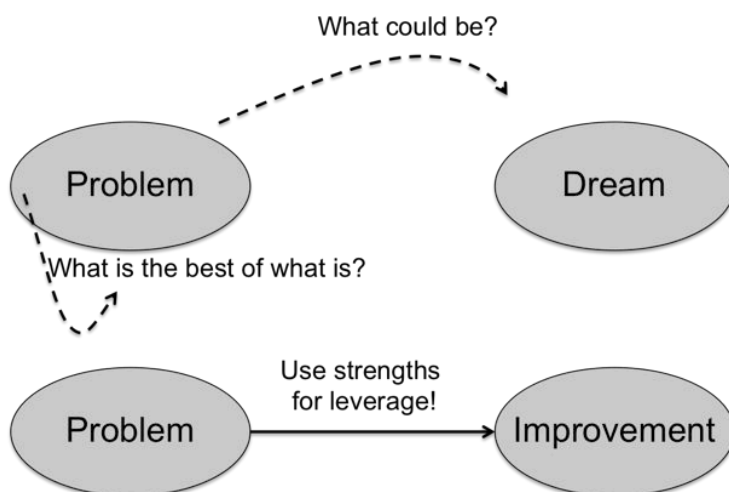 What could be?
Problem
Dream
What is the best of what is?
Use strengths
for leverage!
Problem
Improvement